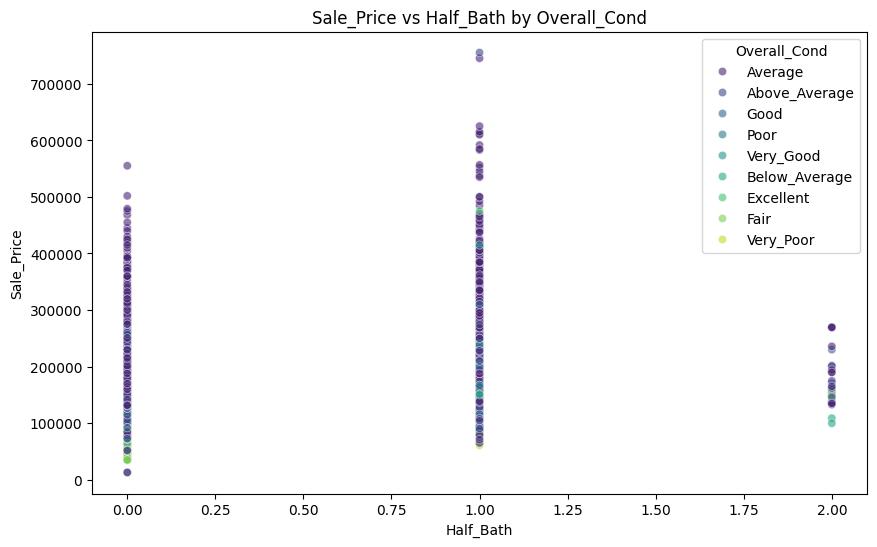 Sale_Price vs Half_Bath by Overall_Cond
Overall_Cond
Average
Above_Average
Good
Poor
Very_Good
Below_Average
Excellent
Fair
Very_Poor
Sale_Price
700000
600000
500000
400000
300000
200000
100000
0
0.00 0.25 0.50 0.75 1.00 1.25 1.50 1.75 2.00
Half_Bath